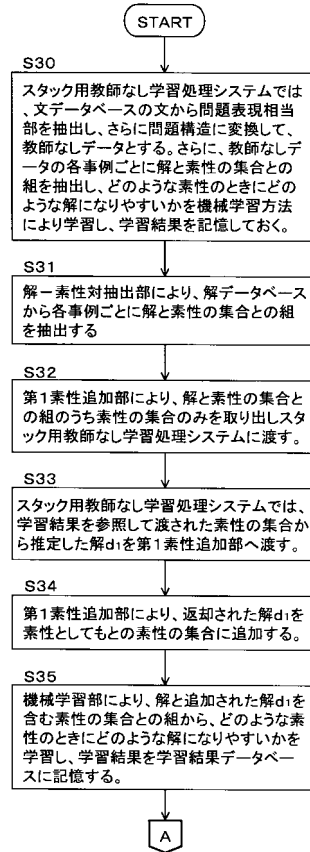 START
S30
スタック用教師なし学習処理システムでは
、文データベースの文から問題表現相当
部を抽出し、さらに問題構造に変換して、
教師なしデータとする。さらに、教師なしデ
ータの各事例ごとに解と素性の集合との
組を抽出し、どのような素性のときにどの
ような解になりやすいかを機械学習方法
により学習し、学習結果を記憶しておく。
S31
解－素性対抽出部により、解データベース
から各事例ごとに解と素性の集合との組
を抽出する
S32
第1素性追加部により、解と素性の集合と
の組のうち素性の集合のみを取り出しスタ
ック用教師なし学習処理システムに渡す。
S33
スタック用教師なし学習処理システムでは、
学習結果を参照して渡された素性の集合か
ら推定した解d1を第1素性追加部へ渡す。
S34
第1素性追加部により、返却された解d1を
素性としてもとの素性の集合に追加する。
S35
機械学習部により、解と追加された解d1を
含む素性の集合との組から、どのような素
性のときにどのような解になりやすいかを
学習し、学習結果を学習結果データベー
スに記憶する。
A